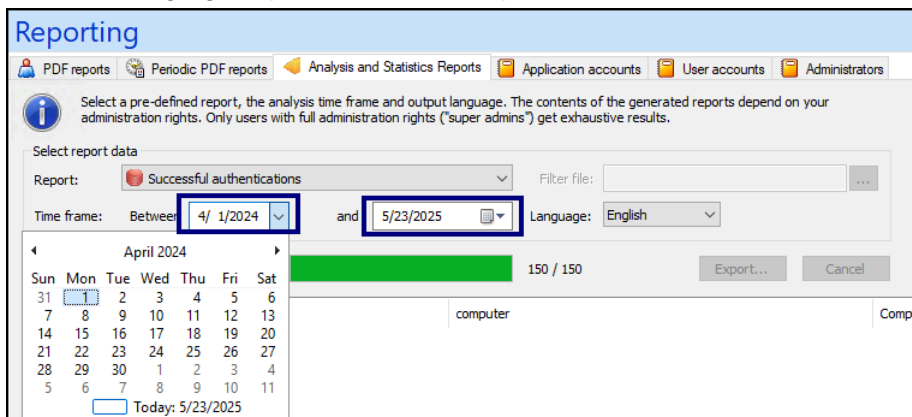 Reporting
PDF reports Periodic PDF reports Analysis and Statistics Reports Application accounts User accounts Administrators
Select a pre-defined report, the analysis time frame and output language. The contents of the generated reports depend on your
administration rights. Only users with full administration rights ("super admins") get exhaustive results.
Select report data
Report: Successful authentications Filter file: ...
Time frame: Between 4/ 1/2024 and 5/23/2025 Language: English
April 2024
150 / 150 Export... Cancel
Sun Mon Tue Wed Thu Fri Sat
31 1 2 3 4 5 6
7 8 9 10 11 12 13
computer Comp
14 15 16 17 18 19 20
21 22 23 24 25 26 27
28 29 30 1 2 3 4
5 6 7 8 9 10 11
Today: 5/23/2025